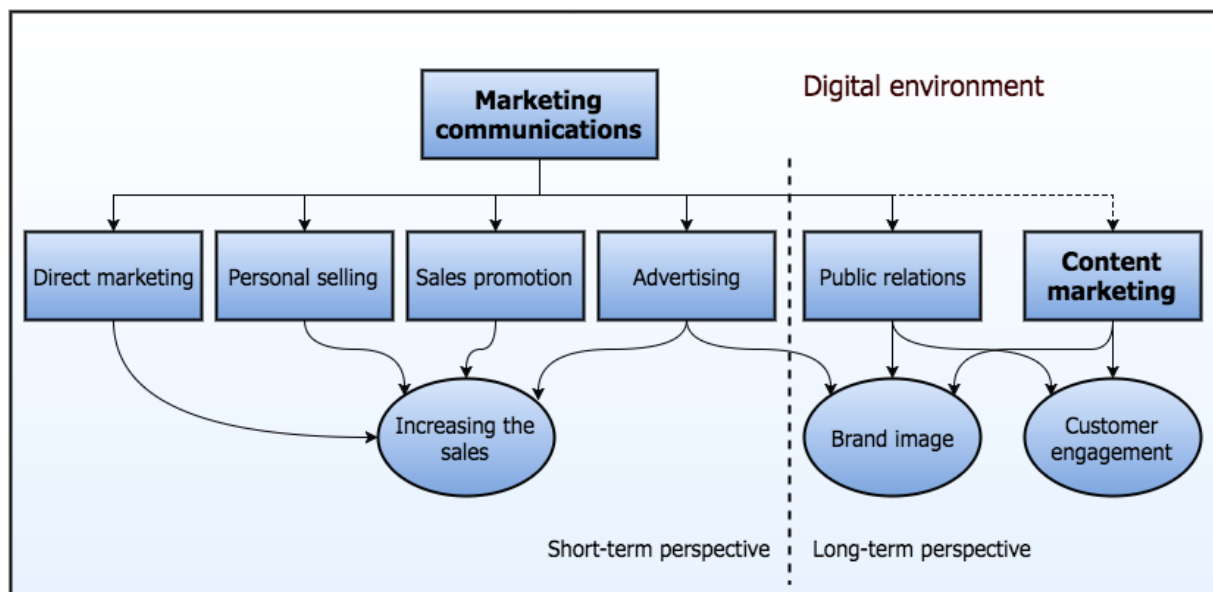 Marketing
communications
Digital environment
Direct marketing
Personal selling
Sales promotion
Advertising
Public relations
Content
marketing
Increasing the
sales
Brand image
Customer
engagement
Short-term perspective
Long-term perspective